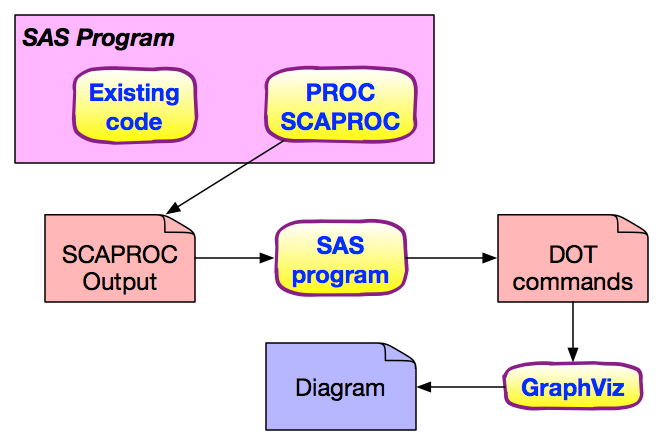 SAS Program
Existing
code
PROC
SCAPROC
SCAPROC
Output
SAS
program
DOT
commands
Diagram
GraphViz